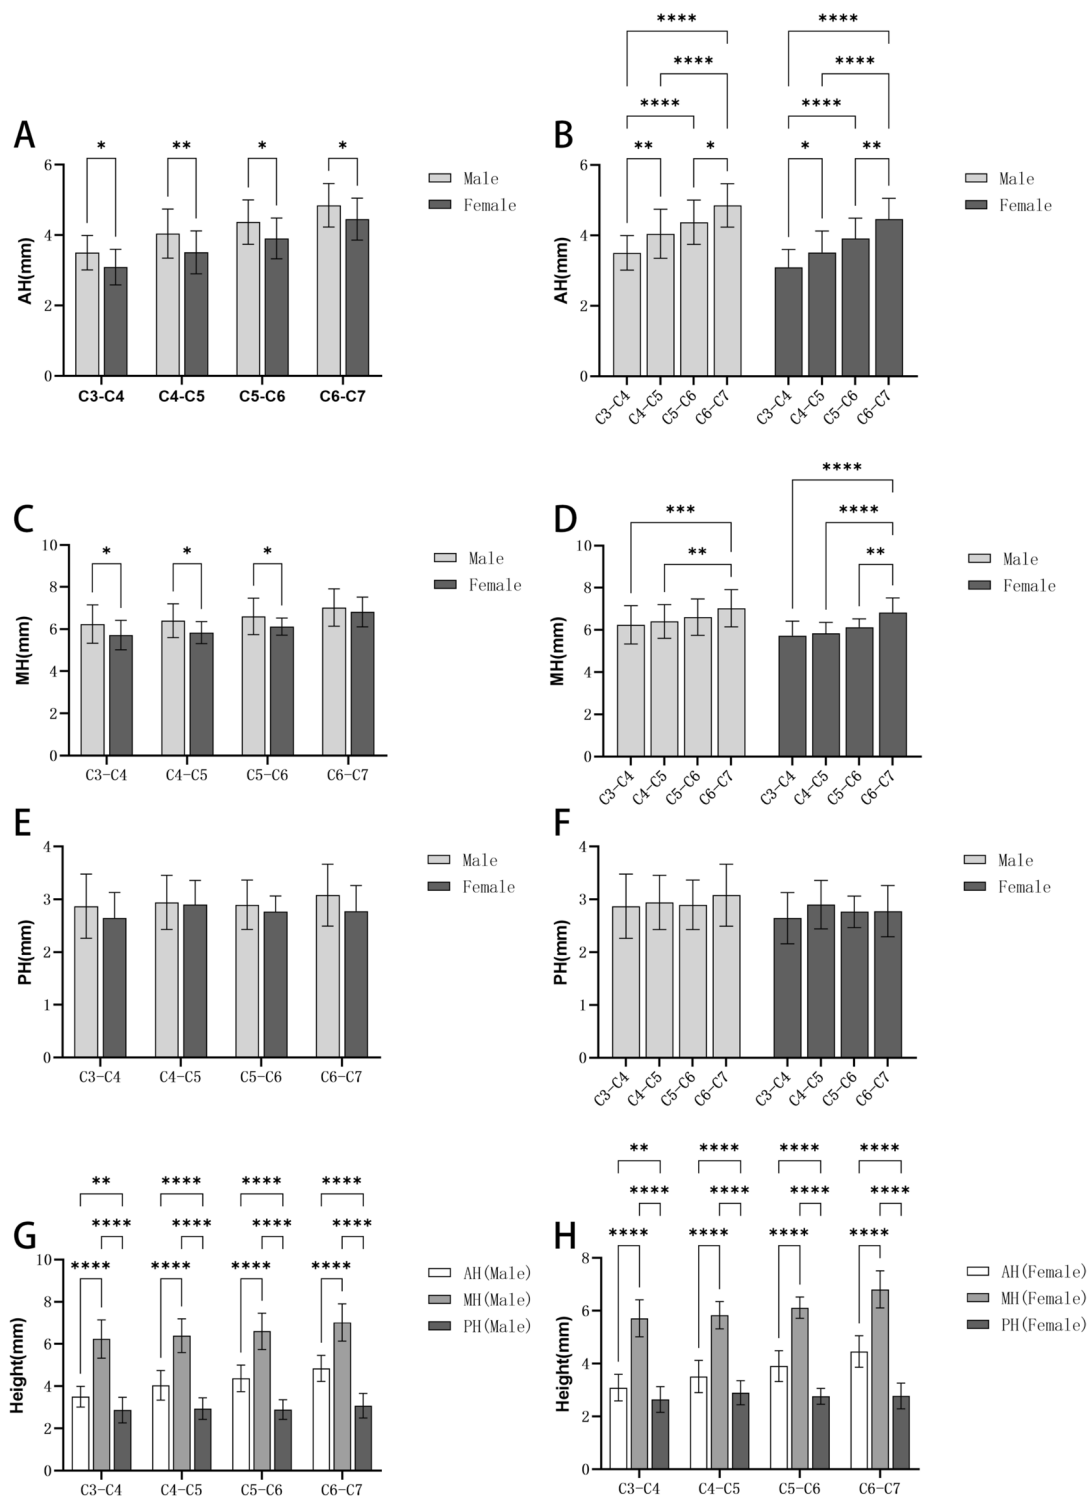 A
* ** * *
6
4
2
0
AH(mm)
C3-C4 C4-C5 C5-C6 C6-C7
Male
Female
B
**** ****
**** ****
**** ****
** * * **
6
4
2
0
AH(mm)
C3-C4 C4-C5 C5-C6 C6-C7 C3-C4 C4-C5 C5-C6 C6-C7
Male
Female
C
* * *
10
8
6
4
2
0
MH(mm)
C3-C4 C4-C5 C5-C6 C6-C7
Male
Female
D
****
*** ****
** **
10
8
6
4
2
0
MH(mm)
C3-C4 C4-C5 C5-C6 C6-C7 C3-C4 C4-C5 C5-C6 C6-C7
Male
Female
E
4
3
2
1
0
PH(mm)
C3-C4 C4-C5 C5-C6 C6-C7
Male
Female
F
4
3
2
1
0
PH(mm)
C3-C4 C4-C5 C5-C6 C6-C7 C3-C4 C4-C5 C5-C6 C6-C7
Male
Female
G
** **** **** ****
**** **** **** ****
**** **** **** ****
10
8
6
4
2
0
Height(mm)
C3-C4 C4-C5 C5-C6 C6-C7
AH(Male)
MH(Male)
PH(Male)
H
** **** **** ****
**** **** **** ****
**** **** **** ****
8
6
4
2
0
Height(mm)
C3-C4 C4-C5 C5-C6 C6-C7
AH(Female)
MH(Female)
PH(Female)